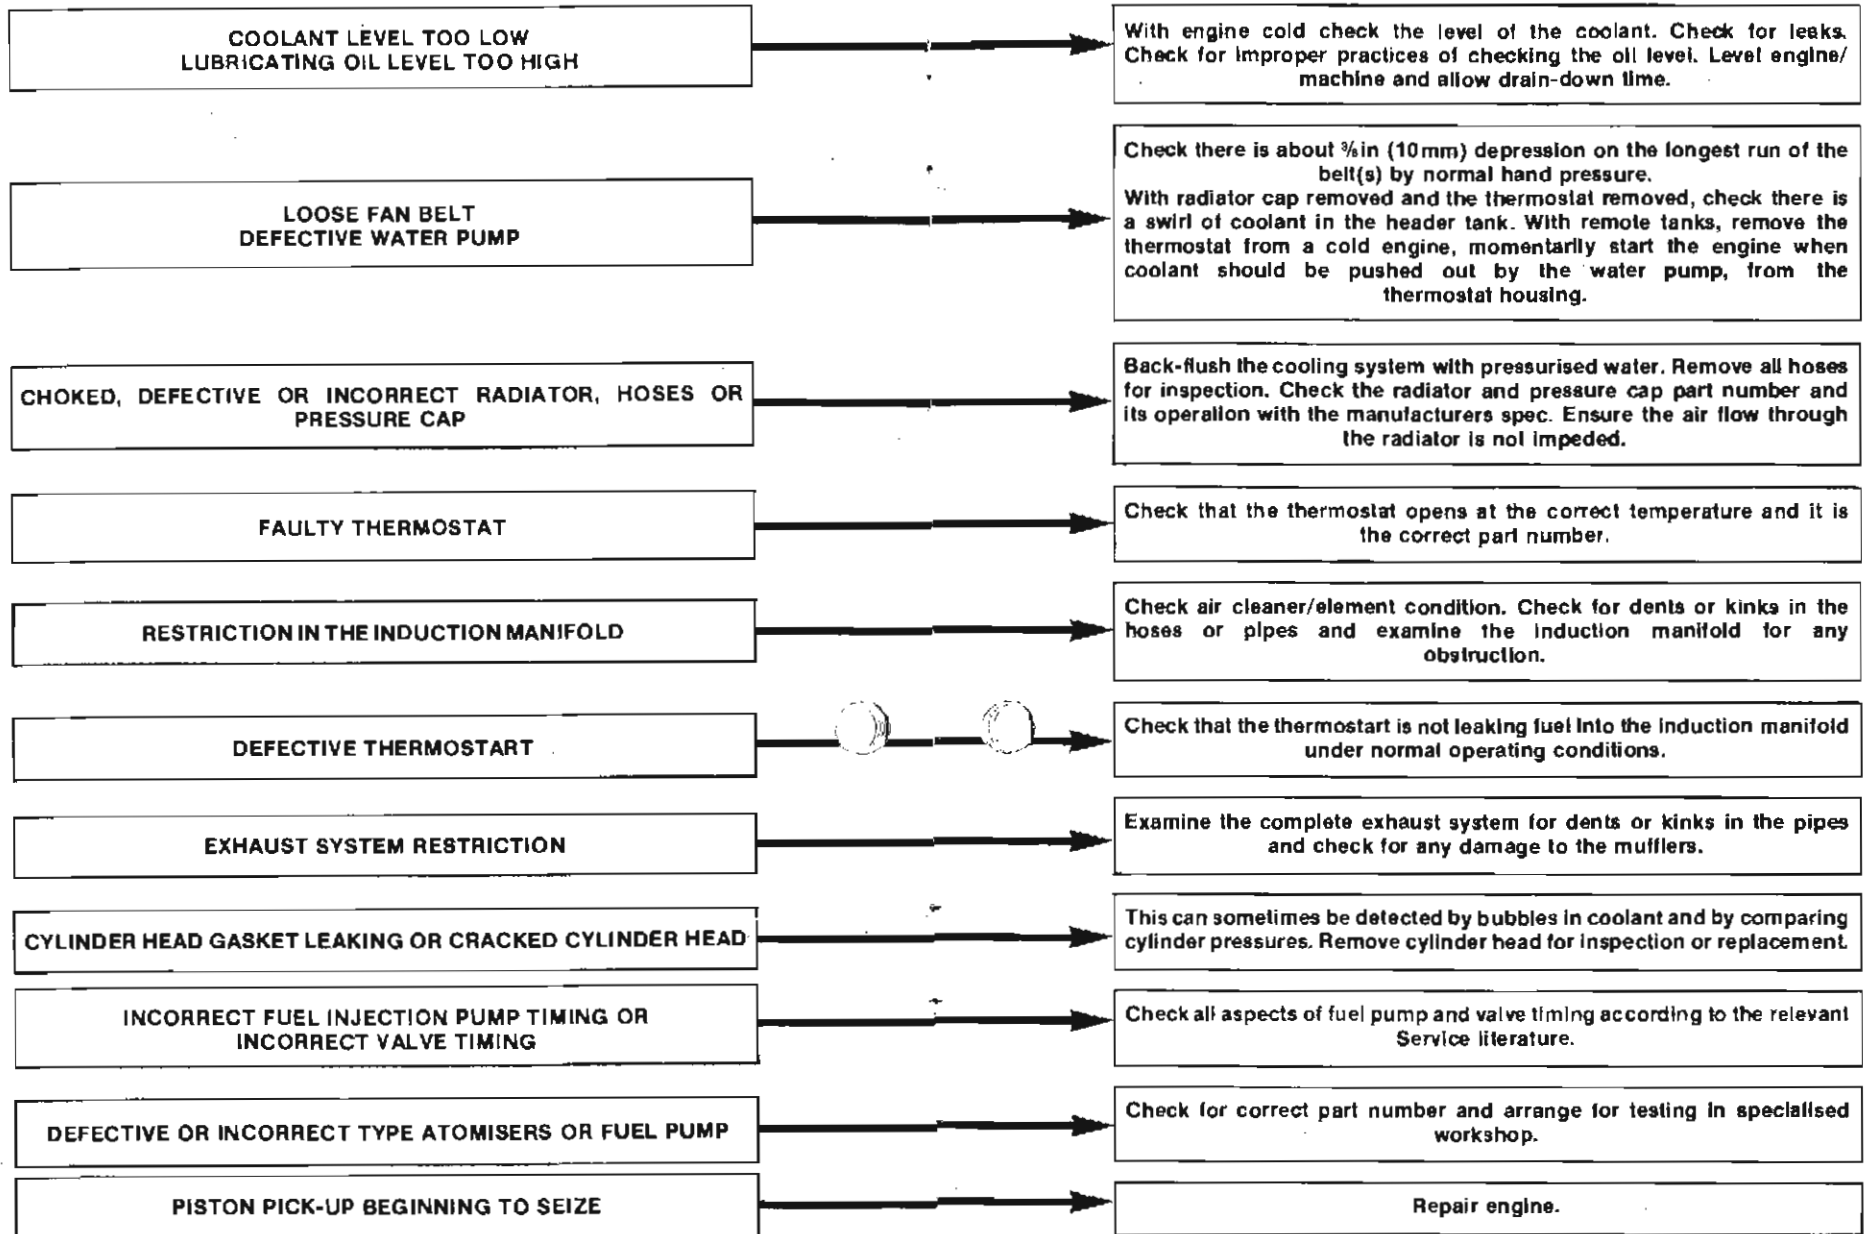 COOLANT LEVEL TOO LOW
LUBRICATING OIL LEVEL TOO HIGH
With engine cold check the level of the coolant. Check for leaks.
Check for improper practices of checking the oil level. Level engine/
machine and allow drain-down time.
LOOSE FAN BELT
DEFECTIVE WATER PUMP
Check there is about ⅜in (10mm) depression on the longest run of the
belt(s) by normal hand pressure.
With radiator cap removed and the thermostat removed, check there is
a swirl of coolant in the header tank. With remote tanks, remove the
thermostat from a cold engine, momentarily start the engine when
coolant should be pushed out by the water pump, from the
thermostat housing.
CHOKED, DEFECTIVE OR INCORRECT RADIATOR, HOSES OR
PRESSURE CAP
Back-flush the cooling system with pressurised water. Remove all hoses
for inspection. Check the radiator and pressure cap part number and
its operation with the manufacturers spec. Ensure the air flow through
the radiator is not impeded.
FAULTY THERMOSTAT
Check that the thermostat opens at the correct temperature and it is
the correct part number.
RESTRICTION IN THE INDUCTION MANIFOLD
Check air cleaner/element condition. Check for dents or kinks in the
hoses or pipes and examine the induction manifold for any
obstruction.
DEFECTIVE THERMOSTART
Check that the thermostart is not leaking fuel into the induction manifold
under normal operating conditions.
EXHAUST SYSTEM RESTRICTION
Examine the complete exhaust system for dents or kinks in the pipes
and check for any damage to the mufflers.
CYLINDER HEAD GASKET LEAKING OR CRACKED CYLINDER HEAD
This can sometimes be detected by bubbles in coolant and by comparing
cylinder pressures. Remove cylinder head for inspection or replacement.
INCORRECT FUEL INJECTION PUMP TIMING OR
INCORRECT VALVE TIMING
Check all aspects of fuel pump and valve timing according to the relevant
Service literature.
DEFECTIVE OR INCORRECT TYPE ATOMISERS OR FUEL PUMP
Check for correct part number and arrange for testing in specialised
workshop.
PISTON PICK-UP BEGINNING TO SEIZE
Repair engine.